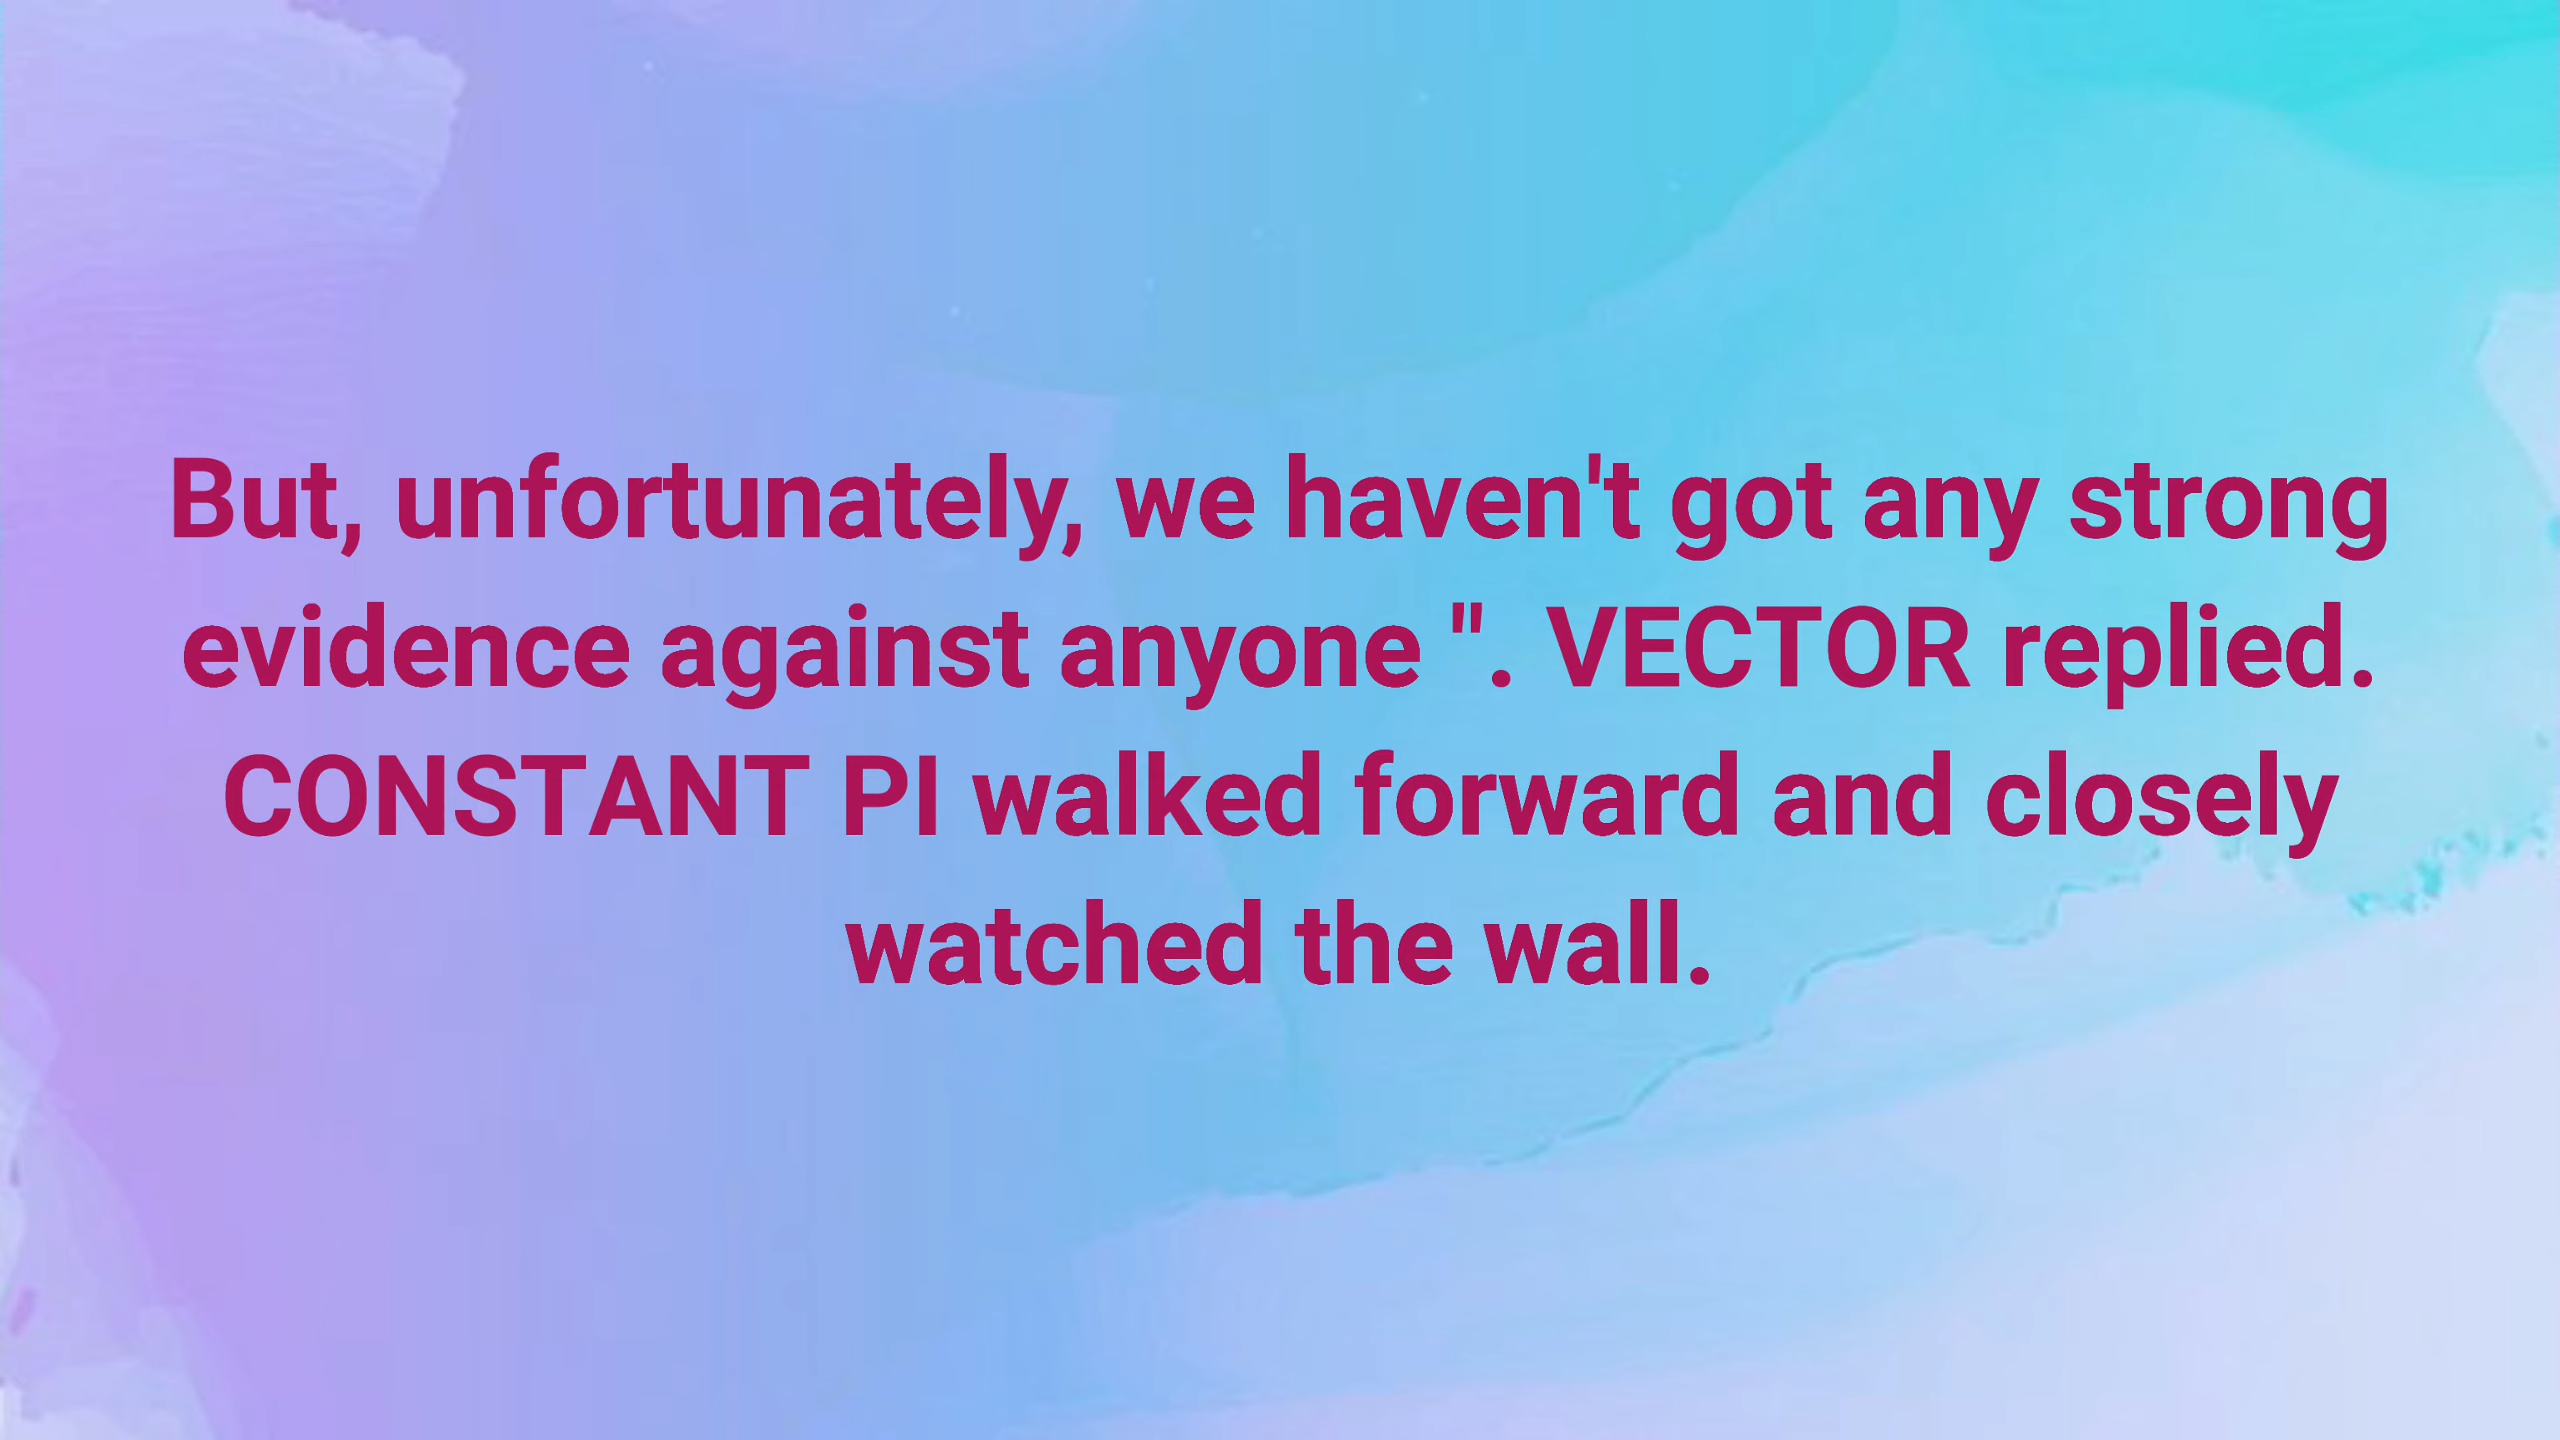 But, unfortunately, we haven't got any strong
evidence against anyone ". VECTOR replied.
CONSTANT PI walked forward and closely
watched the wall.